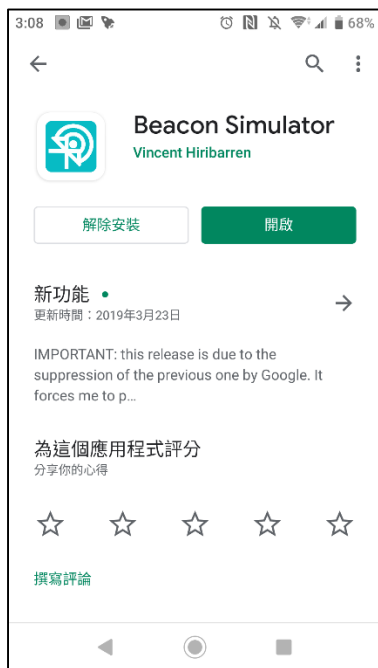 3:08
68%
Beacon Simulator
Vincent Hiribarren
解除安裝
開啟
新功能 •
更新時間：2019年3月23日
IMPORTANT: this release is due to the
suppression of the previous one by Google. It
forces me to p...
為這個應用程式評分
分享你的心得
撰寫評論